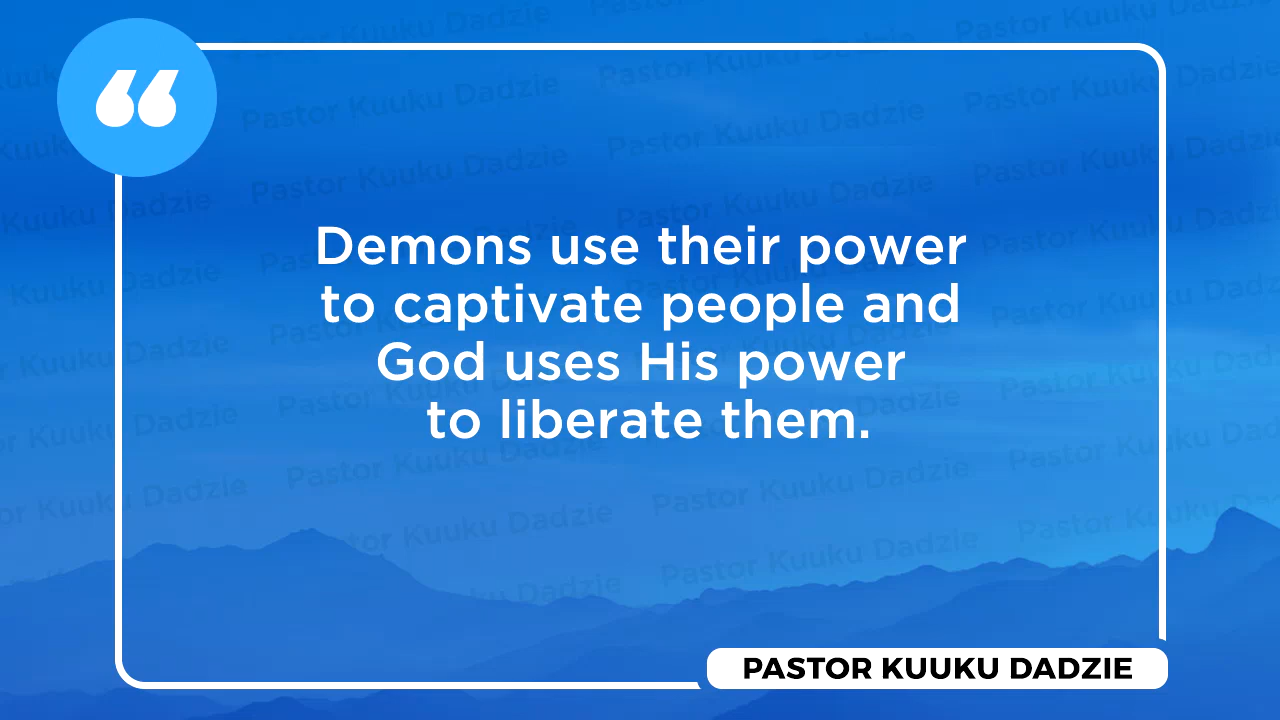 Demons use their power
to captivate people and
God uses His power
to liberate them.
PASTOR KUUKU DADZIE